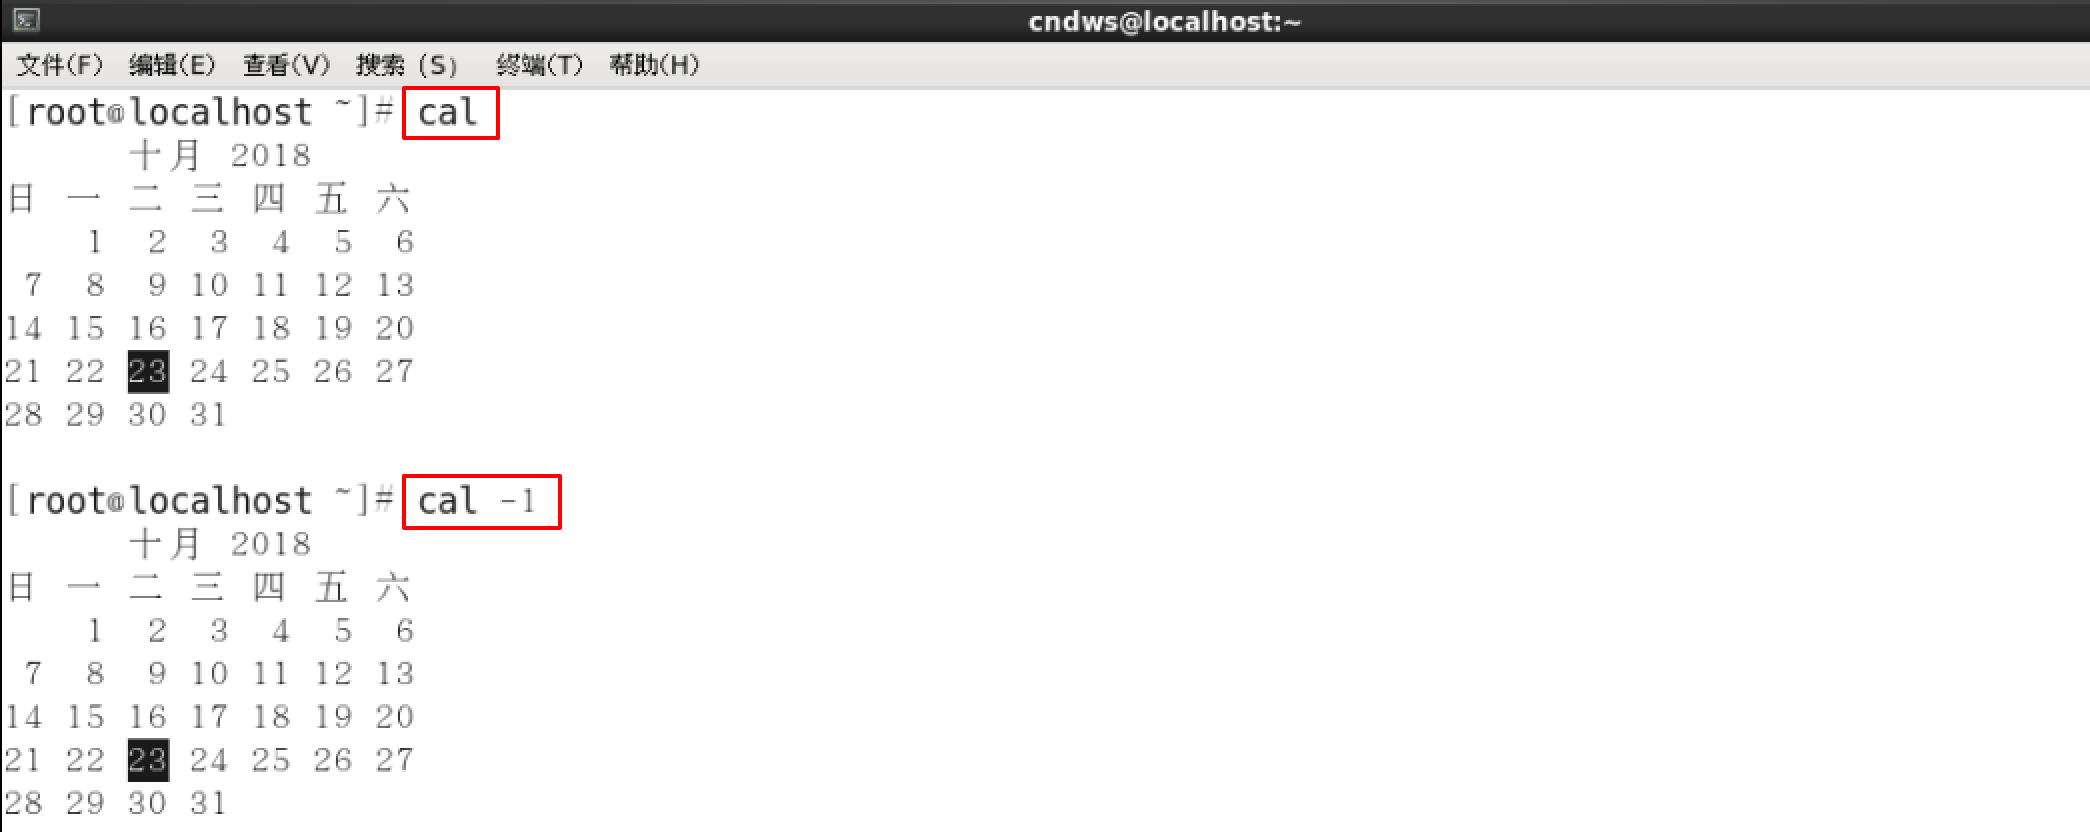 cndws@localhost:~
文件(F) 编辑(E) 查看(V) 搜索 (S) 终端(T) 帮助(H)
[root@localhost ~]# cal
十月 2018
日 一 二 三 四 五 六
1 2 3 4 5 6
7 8 9 10 11 12 13
14 15 16 17 18 19 20
21 22 23 24 25 26 27
28 29 30 31
[root@localhost ~]# cal -1
十月 2018
日 一 二 三 四 五 六
1 2 3 4 5 6
7 8 9 10 11 12 13
14 15 16 17 18 19 20
21 22 23 24 25 26 27
28 29 30 31